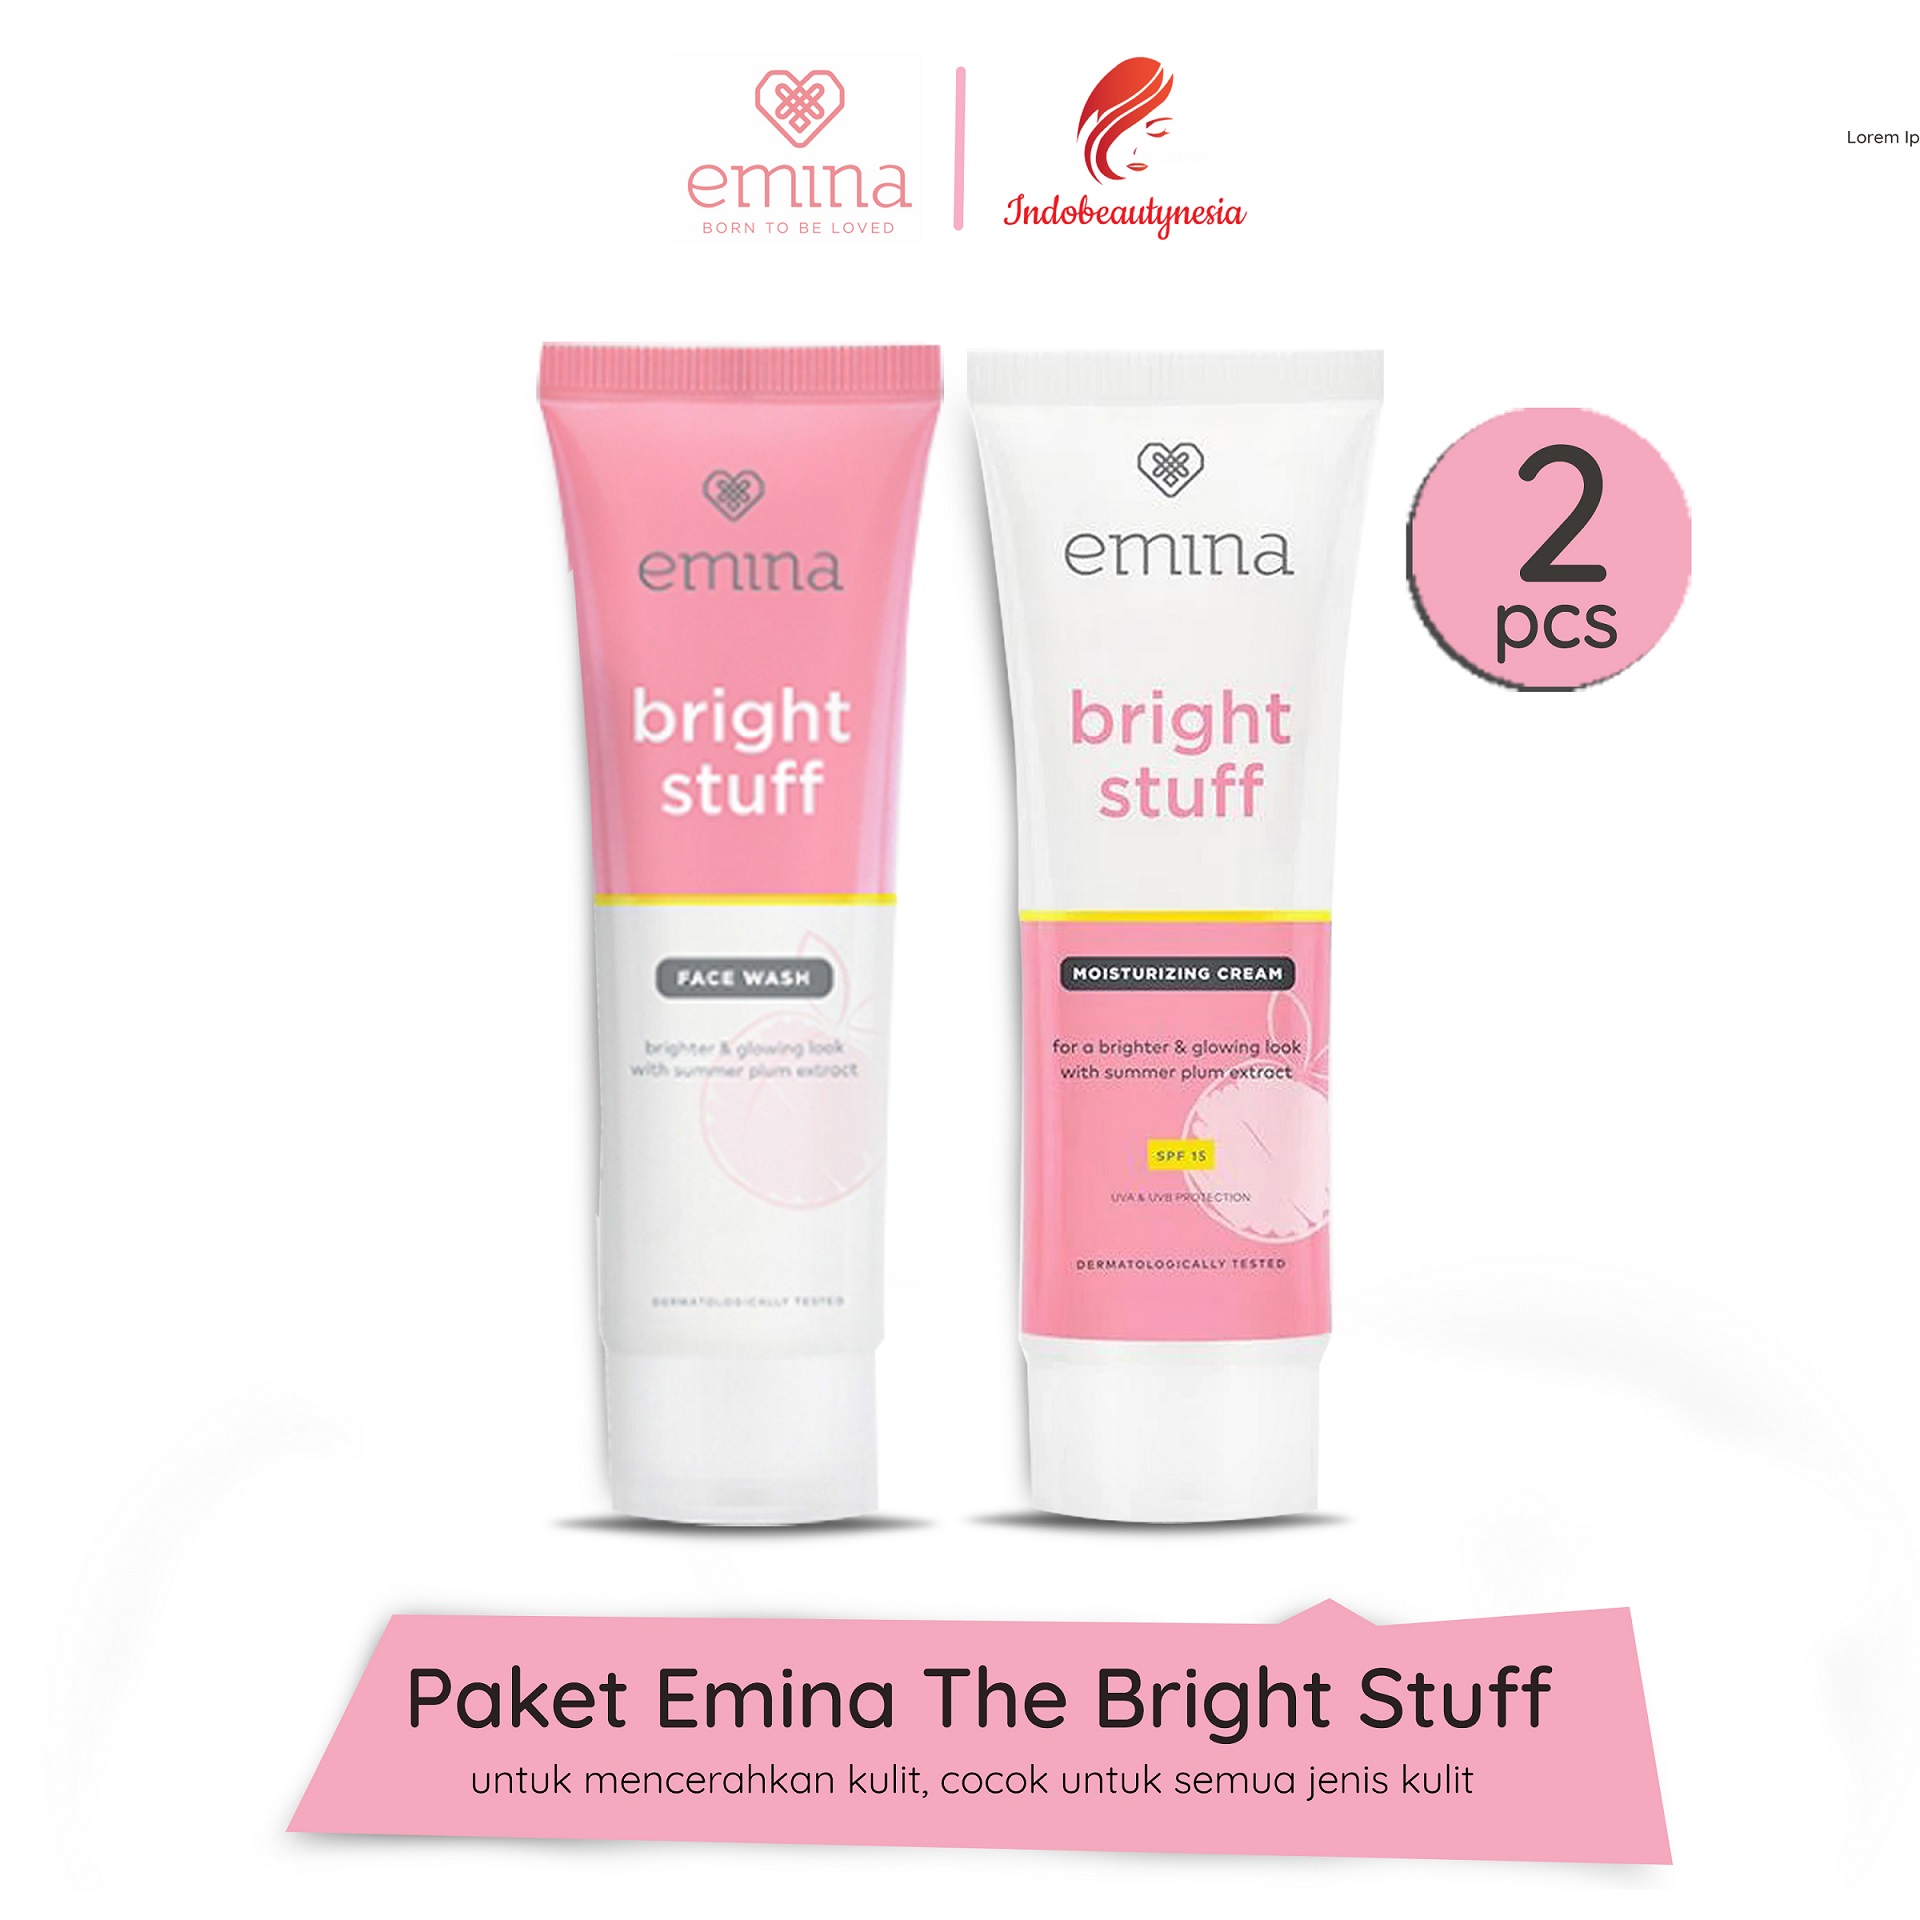 emina
BORN TO BE LOVED
Indobeautynesia
Lorem Ip
emina
bright
stuff
FACE WASH
brighter & glowing look
with summer plum extract
DERMATOLOGICALLY TESTED
emina
bright
stuff
MOISTURIZING CREAM
for a brighter & glowing look
with summer plum extract
SPF 15
UVA & UVB PROTECTION
DERMATOLOGICALLY TESTED
2
pcs
Paket Emina The Bright Stuff
untuk mencerahkan kulit, cocok untuk semua jenis kulit